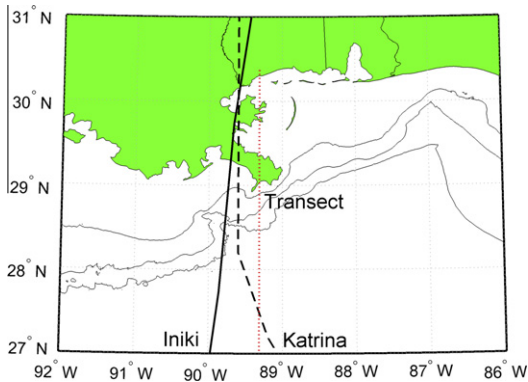 31° N
30° N
29° N
Transect
28° N
Iniki
Katrina
27° N
92° W
91° W
90° W
89° W
88° W
87° W
86° W